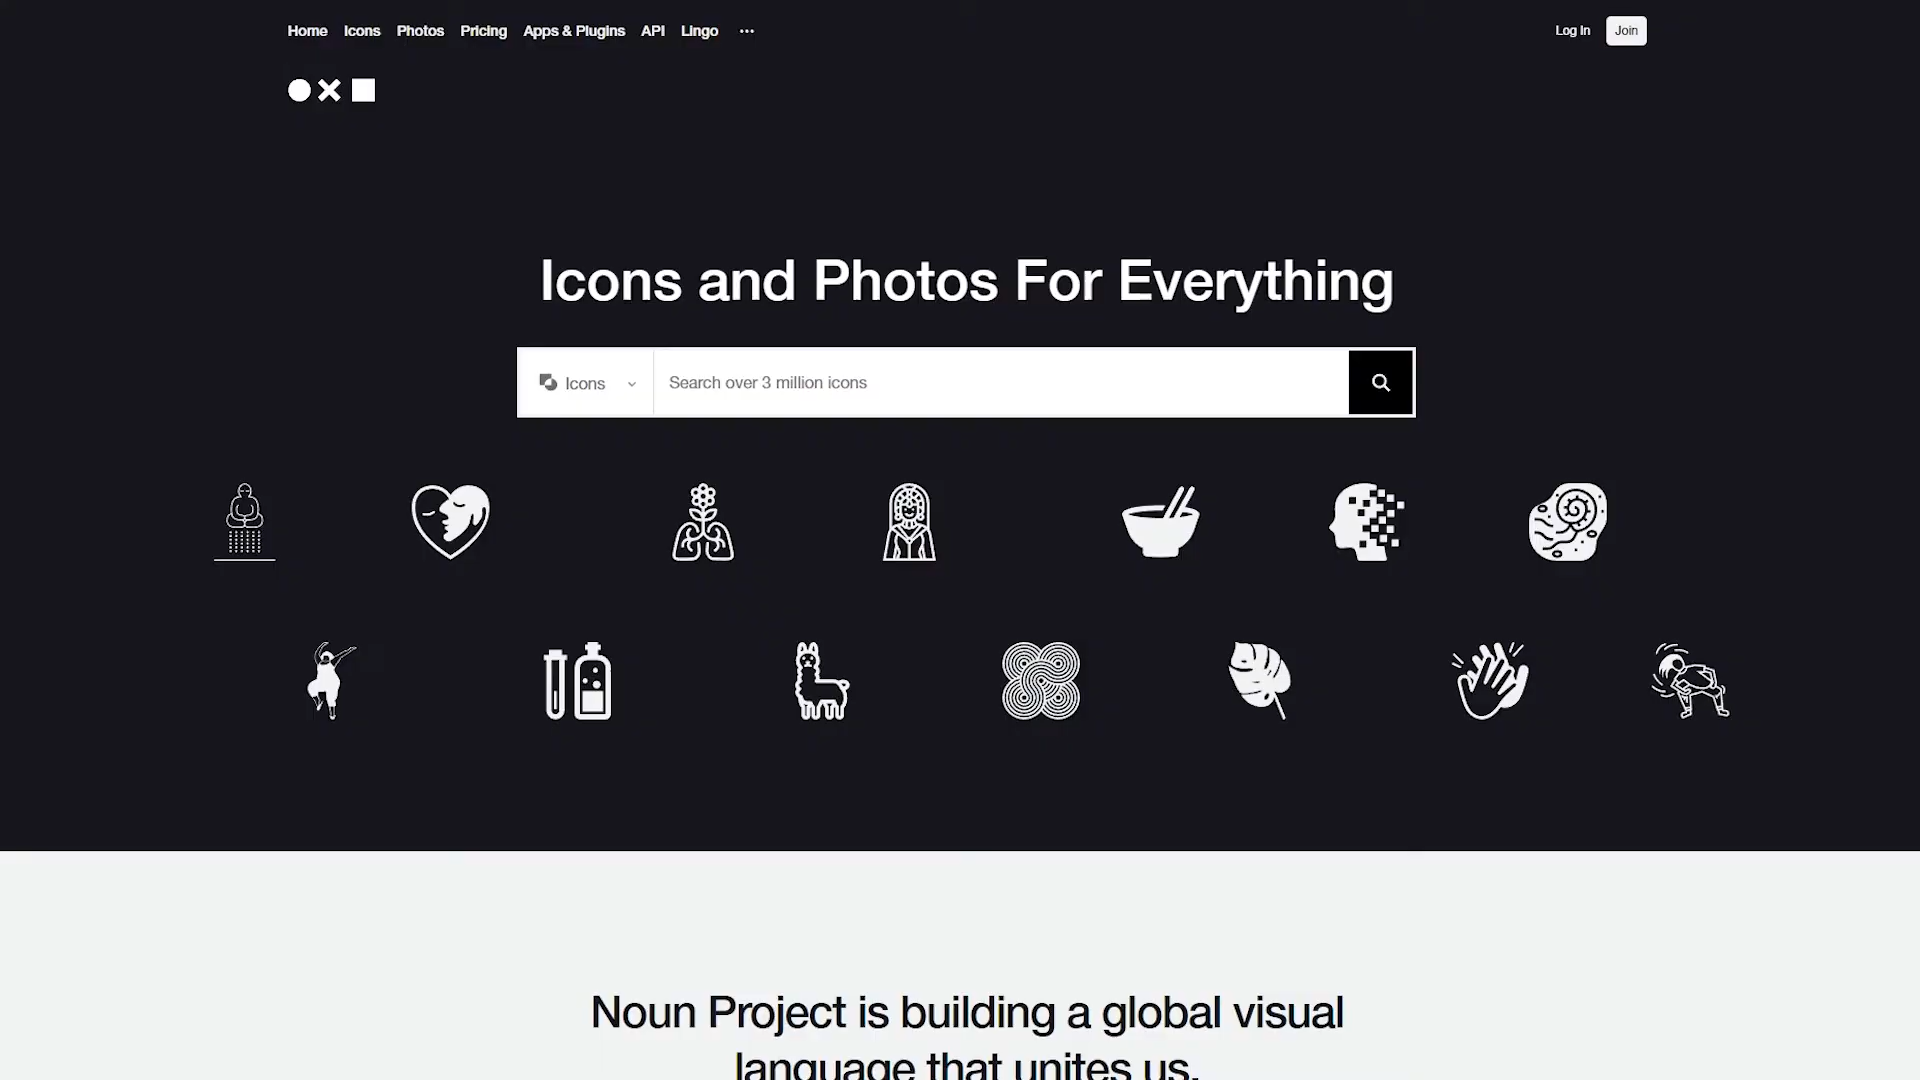 Home Icons Photos Pricing Apps & Plugins API Lingo ··· Log In Join
Icons and Photos For Everything
Icons Search over 3 million icons
Noun Project is building a global visual
language that unites us.